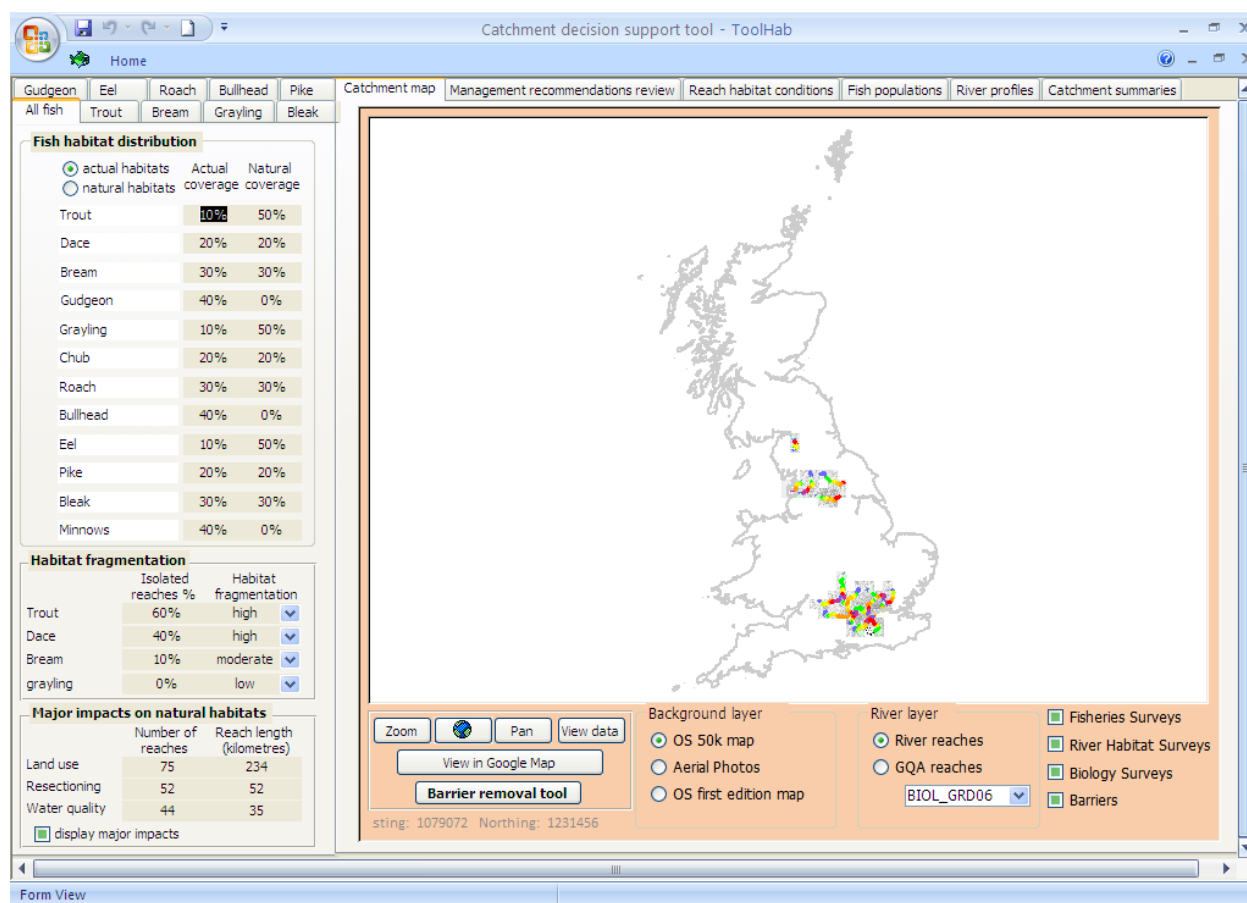 Catchment decision support tool - ToolHab
Home
Gudgeon Eel Roach Bullhead Pike
All fish Trout Bream Grayling Bleak
Fish habitat distribution
actual habitats
natural habitats
Actual coverage Natural coverage
Trout 10% 50%
Dace 20% 20%
Bream 30% 30%
Gudgeon 40% 0%
Grayling 10% 50%
Chub 20% 20%
Roach 30% 30%
Bullhead 40% 0%
Eel 10% 50%
Pike 20% 20%
Bleak 30% 30%
Minnows 40% 0%
Habitat fragmentation
Isolated reaches % Habitat fragmentation
Trout 60% high
Dace 40% high
Bream 10% moderate
grayling 0% low
Major impacts on natural habitats
Number of reaches Reach length (kilometres)
Land use 75 234
Resectioning 52 52
Water quality 44 35
display major impacts
Catchment map Management recommendations review Reach habitat conditions Fish populations River profiles Catchment summaries
Zoom Pan View data
View in Google Map
Barrier removal tool
sting: 1079072 Northing: 1231456
Background layer
OS 50k map
Aerial Photos
OS first edition map
River layer
River reaches
GQA reaches
BIOL_GRD06
Fisheries Surveys
River Habitat Surveys
Biology Surveys
Barriers
Form View